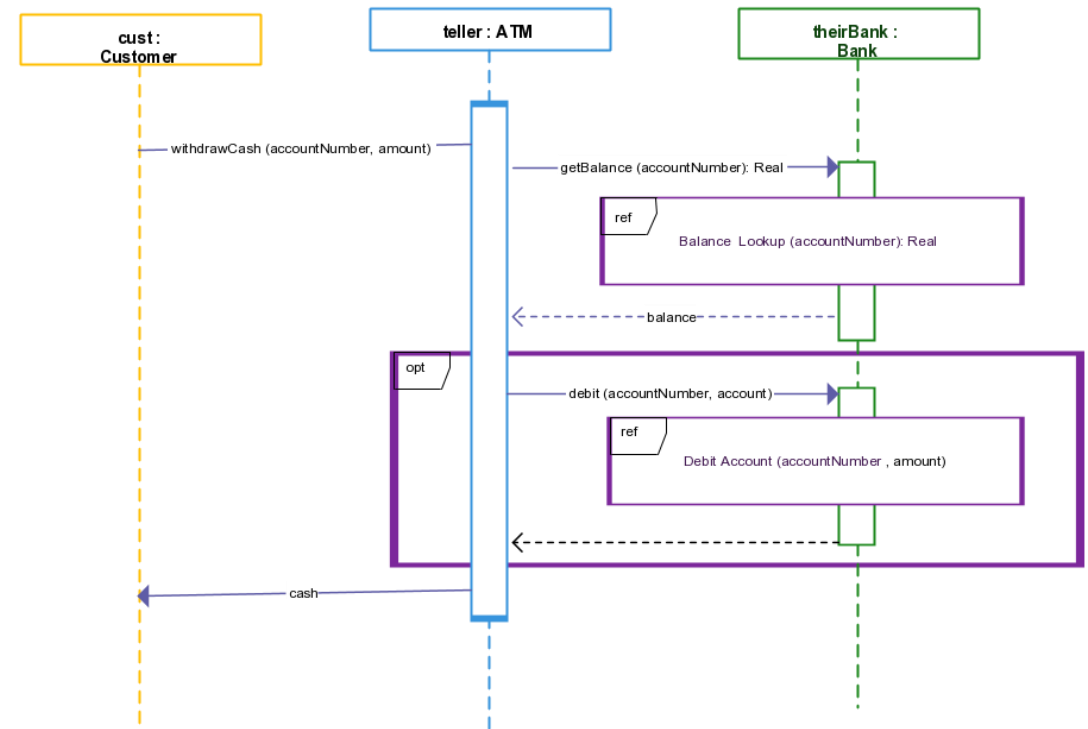 cust :
Customer
teller : ATM
theirBank :
Bank
withdrawCash (accountNumber, amount)
getBalance (accountNumber): Real
ref
Balance Lookup (accountNumber): Real
balance
opt
debit (accountNumber, account)
ref
Debit Account (accountNumber , amount)
cash